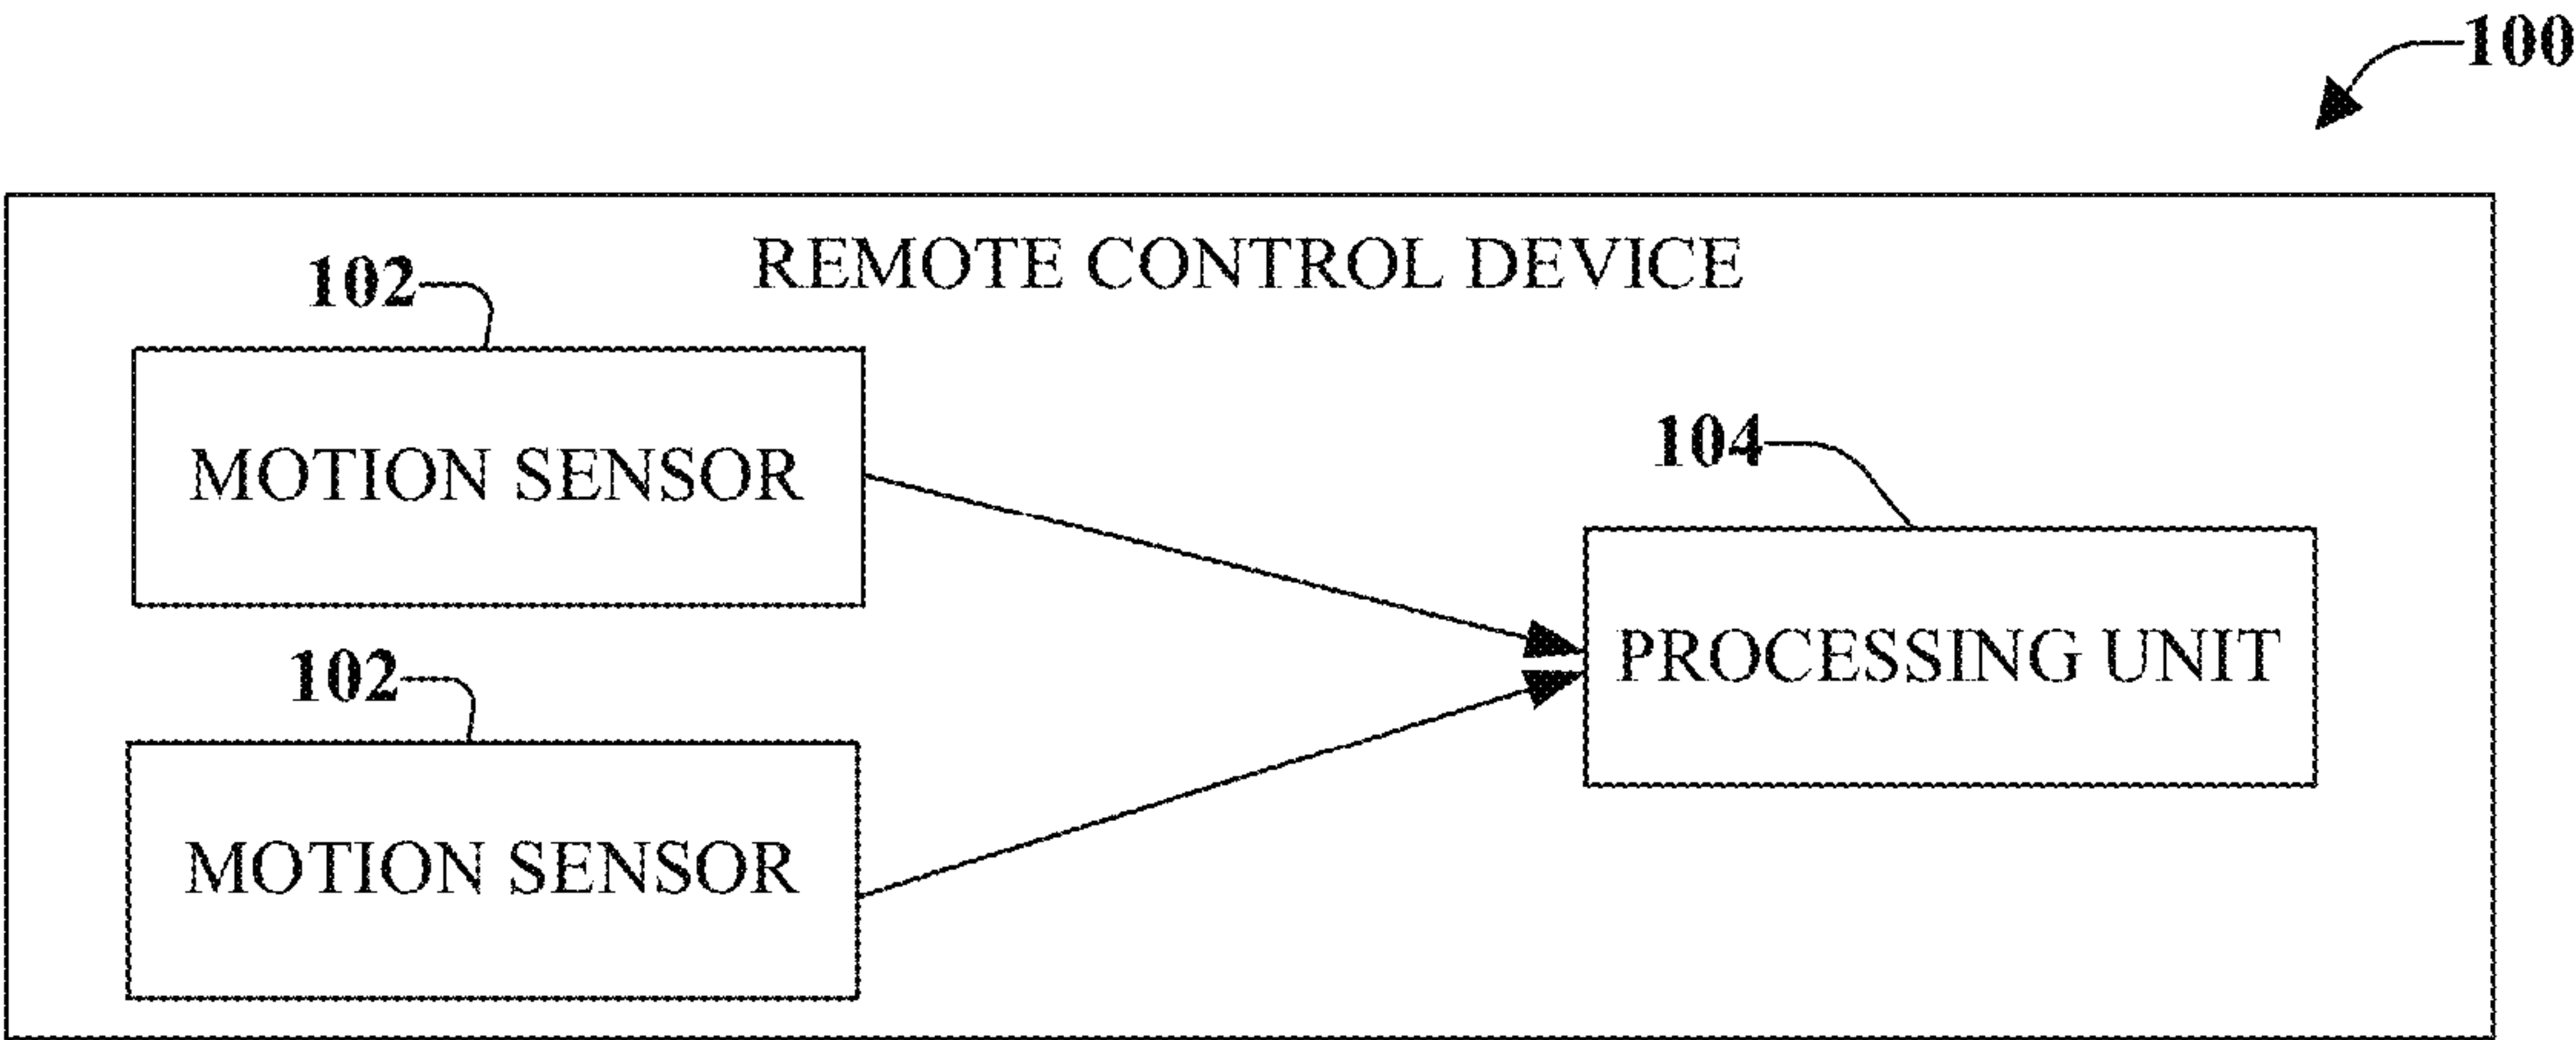 100
REMOTE CONTROL DEVICE
102
MOTION SENSOR
104
PROCESSING UNIT
102
MOTION SENSOR